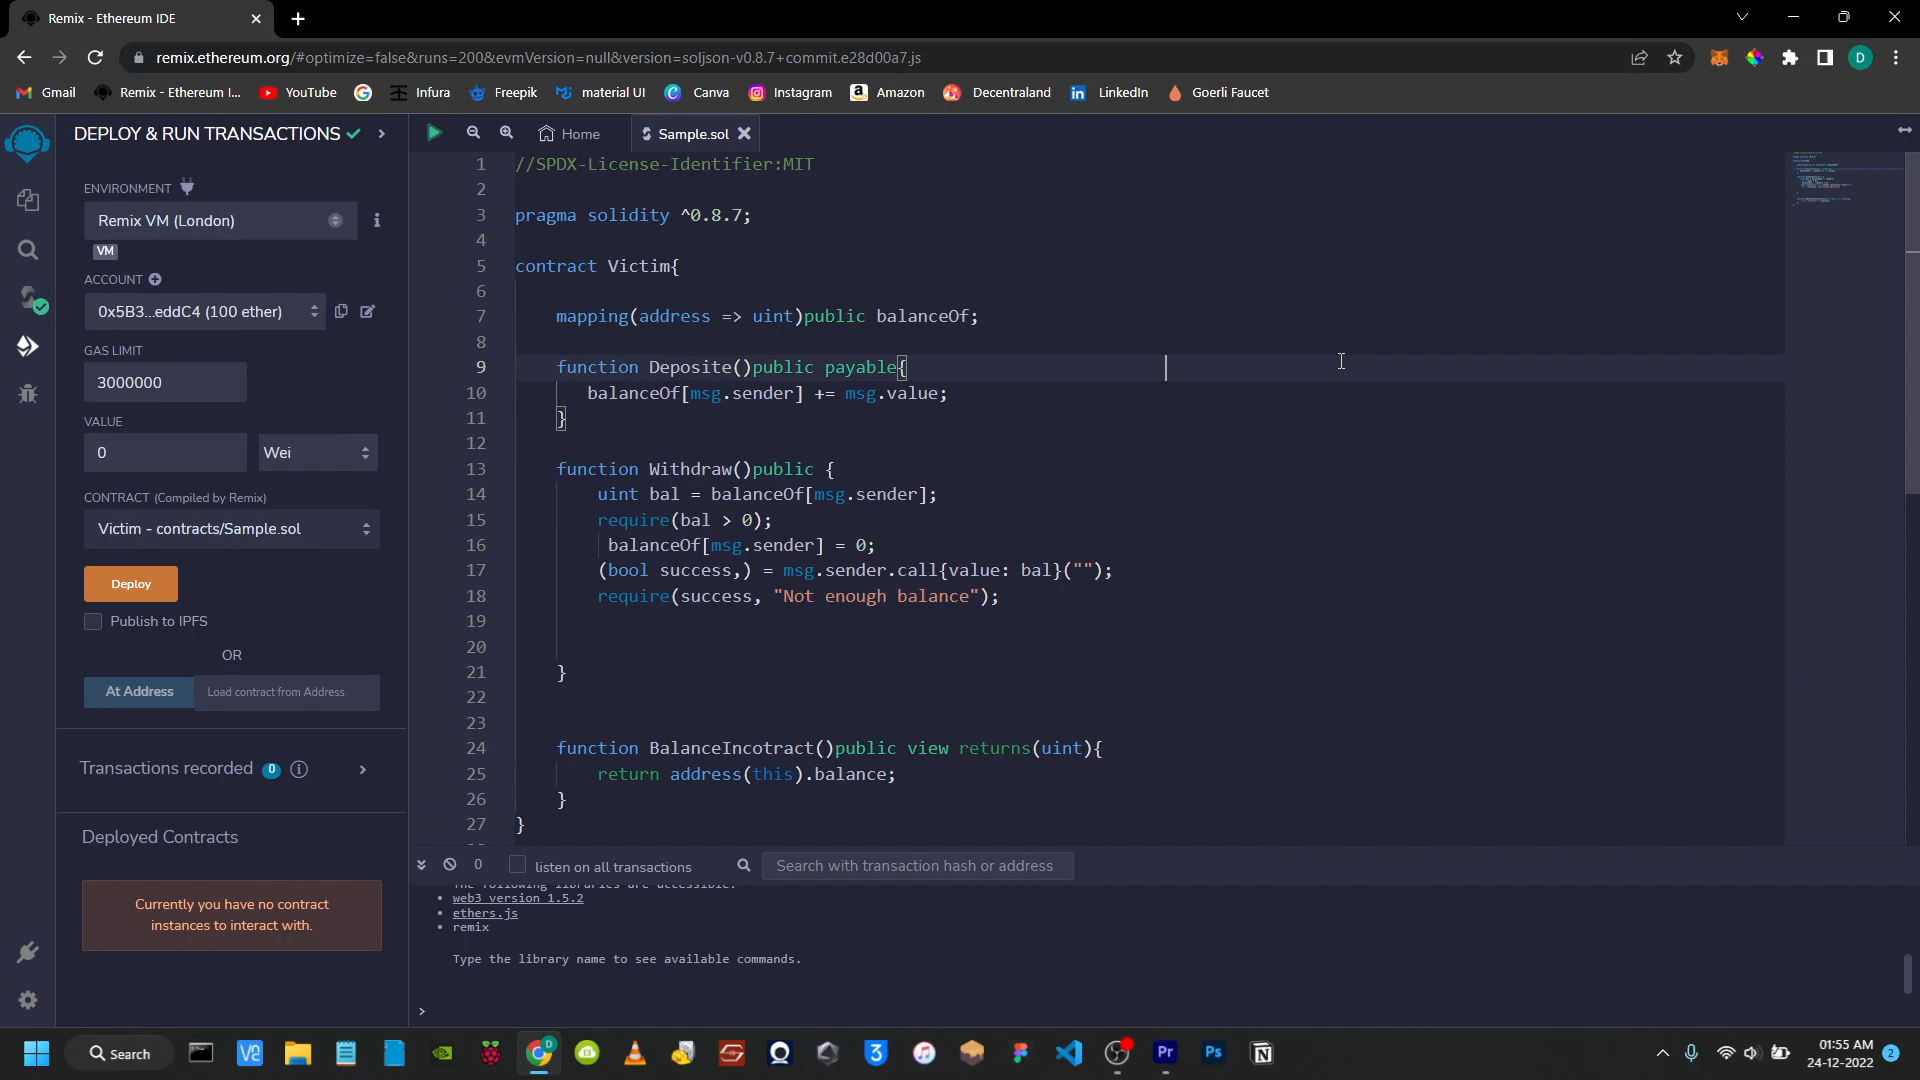 Remix - Ethereum IDE
remix.ethereum.org/#optimize=false&runs=200&evmVersion=null&version=soljson-v0.8.7+commit.e28d00a7.js
D
Gmail
Remix - Ethereum I...
YouTube
Infura
Freepik
material UI
Canva
Instagram
Amazon
Decentraland
LinkedIn
Goerli Faucet
DEPLOY & RUN TRANSACTIONS
ENVIRONMENT
Remix VM (London)
VM
ACCOUNT
0x5B3...eddC4 (100 ether)
GAS LIMIT
3000000
VALUE
0
Wei
CONTRACT (Compiled by Remix)
Victim - contracts/Sample.sol
Deploy
Publish to IPFS
OR
At Address
Load contract from Address
Transactions recorded 0
Deployed Contracts
Currently you have no contract
instances to interact with.
Home
Sample.sol
1 //SPDX-License-Identifier:MIT
2
3 pragma solidity ^0.8.7;
4
5 contract Victim{
6
7 mapping(address => uint)public balanceOf;
8
9 function Deposite()public payable{
10 balanceOf[msg.sender] += msg.value;
11 }
12
13 function Withdraw()public {
14 uint bal = balanceOf[msg.sender];
15 require(bal > 0);
16 balanceOf[msg.sender] = 0;
17 (bool success,) = msg.sender.call{value: bal}("");
18 require(success, "Not enough balance");
19
20
21 }
22
23
24 function BalanceIncotract()public view returns(uint){
25 return address(this).balance;
26 }
27 }
0
listen on all transactions
Search with transaction hash or address
The following libraries are accessible:
• web3 version 1.5.2
• ethers.js
• remix
Type the library name to see available commands.
>
Search
01:55 AM
24-12-2022
2